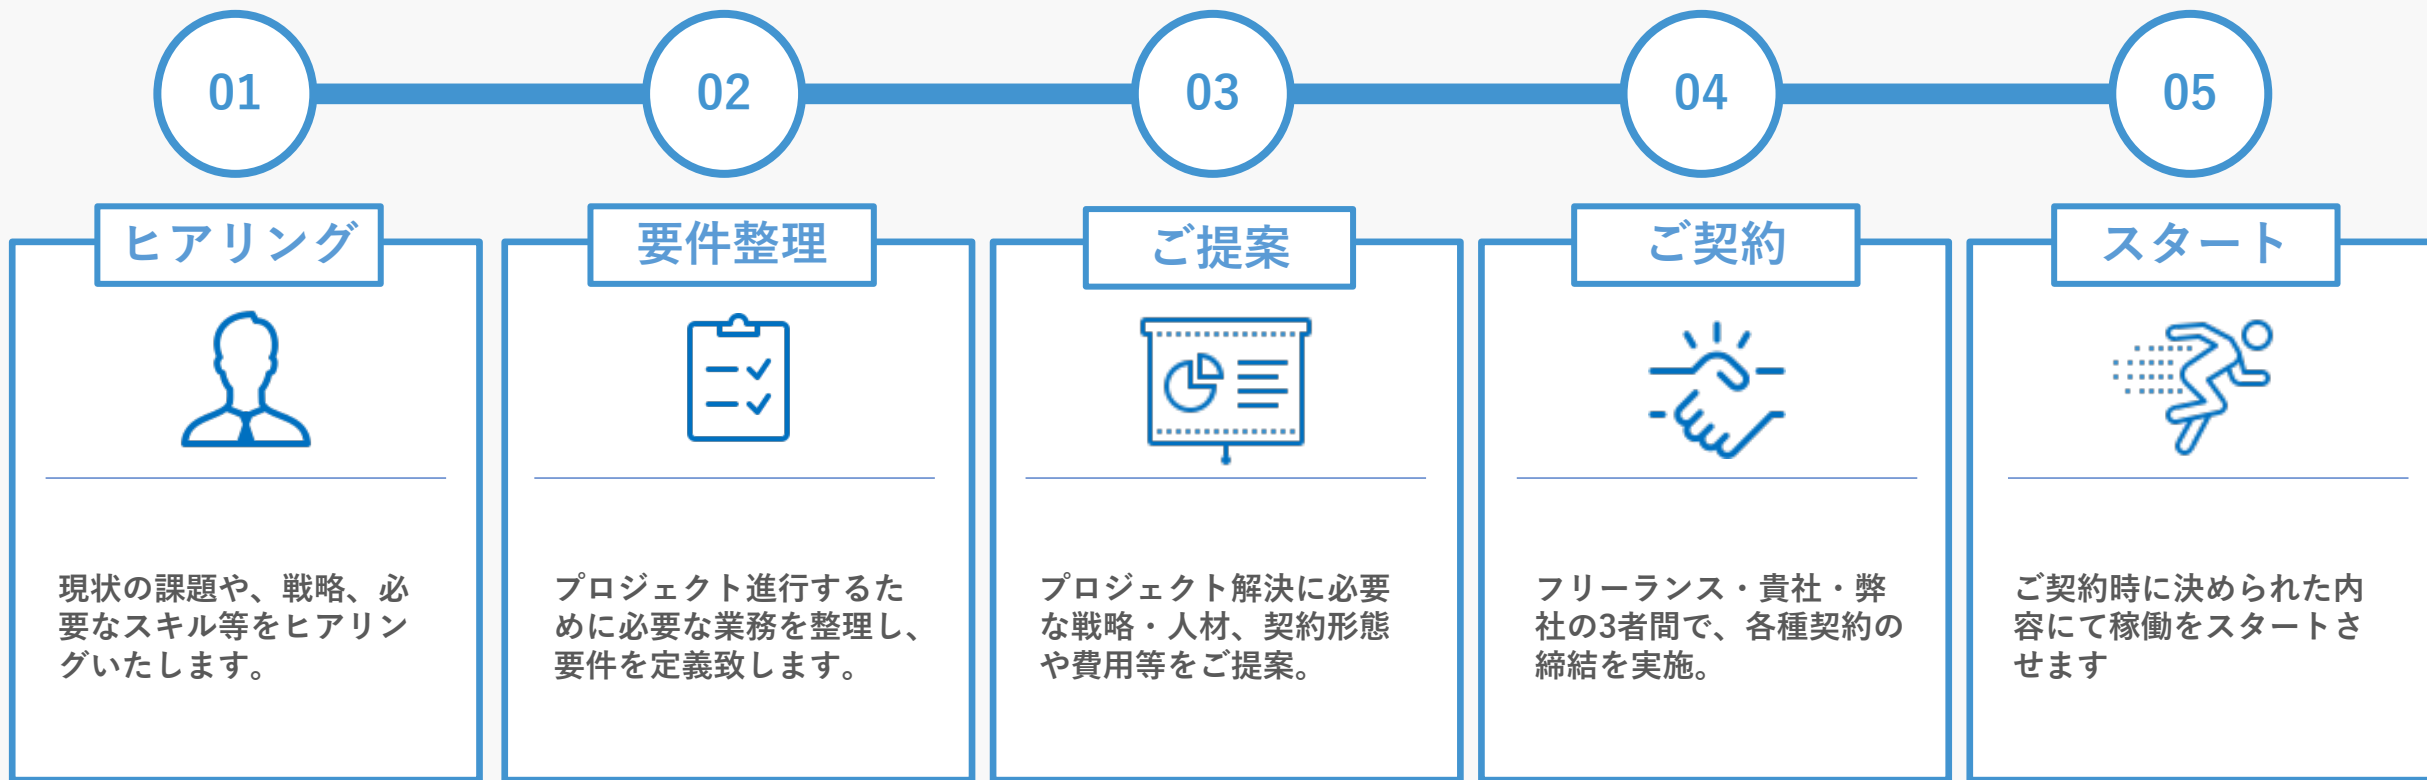 01
02
03
04
05
ヒアリング
現状の課題や、戦略、必
要なスキル等をヒアリン
グいたします。
要件整理
プロジェクト進行するた
めに必要な業務を整理し、
要件を定義致します。
ご提案
プロジェクト解決に必要
な戦略・人材、契約形態
や費用等をご提案。
ご契約
フリーランス・貴社・弊
社の3者間で、各種契約の
締結を実施。
スタート
ご契約時に決められた内
容にて稼働をスタートさ
せます